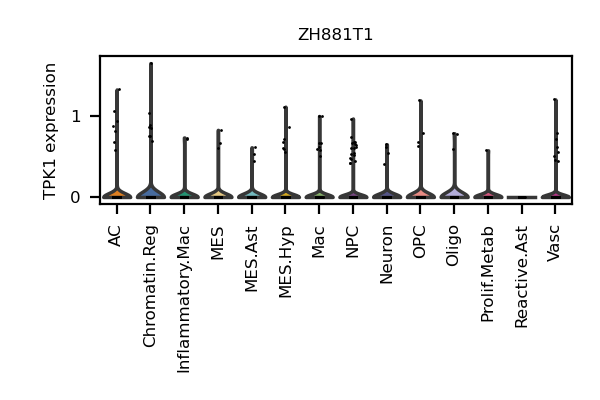 ZH881T1
TPK1 expression
1
0
AC
Chromatin.Reg
Inflammatory.Mac
MES
MES.Ast
MES.Hyp
Mac
NPC
Neuron
OPC
Oligo
Prolif.Metab
Reactive.Ast
Vasc